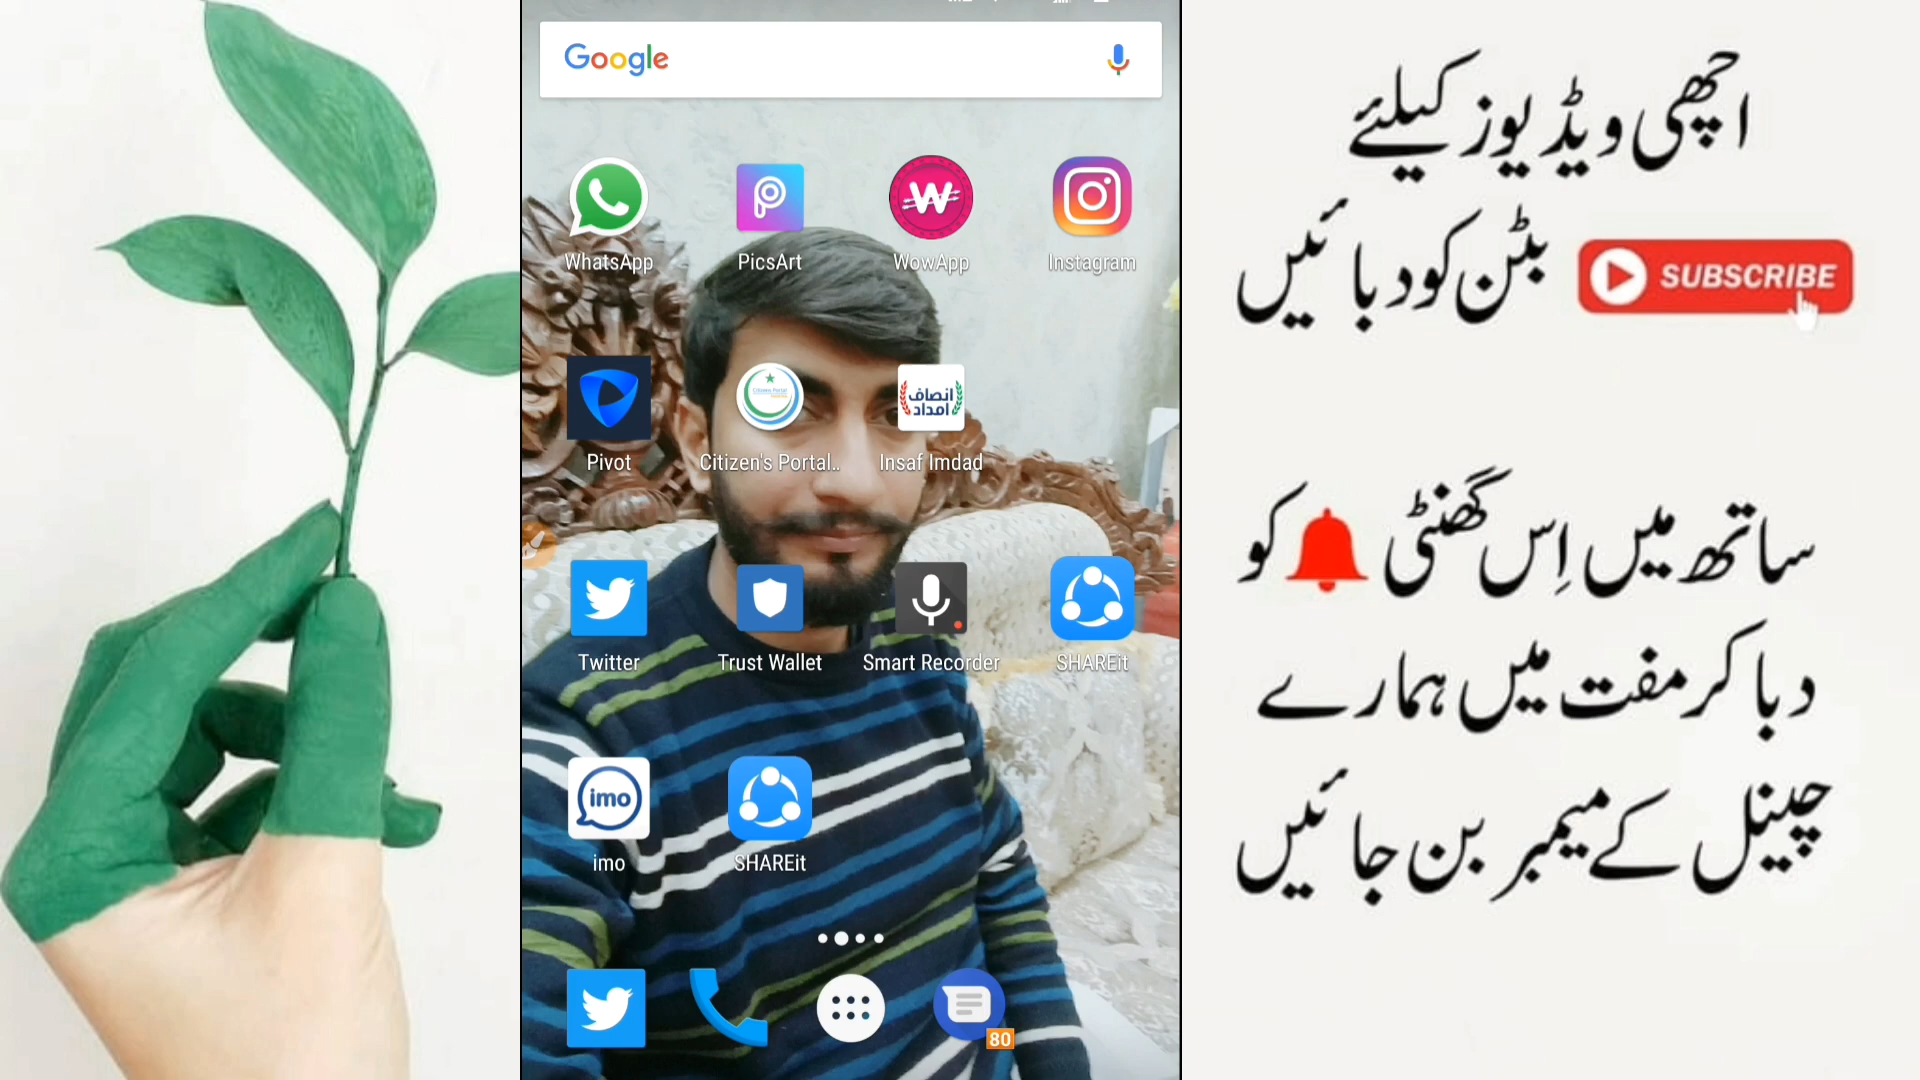 Google
WhatsApp
PicsArt
WowApp
Instagram
Pivot
Citizen Portal
Citizen's Portal..
انصاف
امداد
Insaf Imdad
Twitter
Trust Wallet
Smart Recorder
SHAREit
imo
imo
SHAREit
80
اچھی ویڈیوز کیلئے
SUBSCRIBE بٹن کو دبائیں
ساتھ میں اِس گھنٹی کو
دبا کر مفت میں ہمارے
چینل کے میمبر بن جائیں